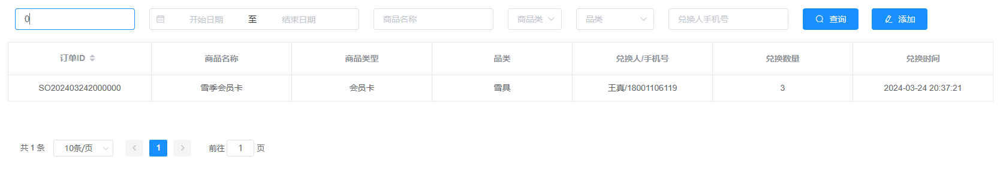 0 开始日期 至 结束日期 商品名称 商品类 品类 兑换人手机号 查询 添加
订单ID 商品名称 商品类型 品类 兑换人/手机号 兑换数量 兑换时间
SO202403242000000 雪季会员卡 会员卡 雪具 王真/18001106119 3 2024-03-24 20:37:21
共 1 条 10条/页 1 前往 1 页